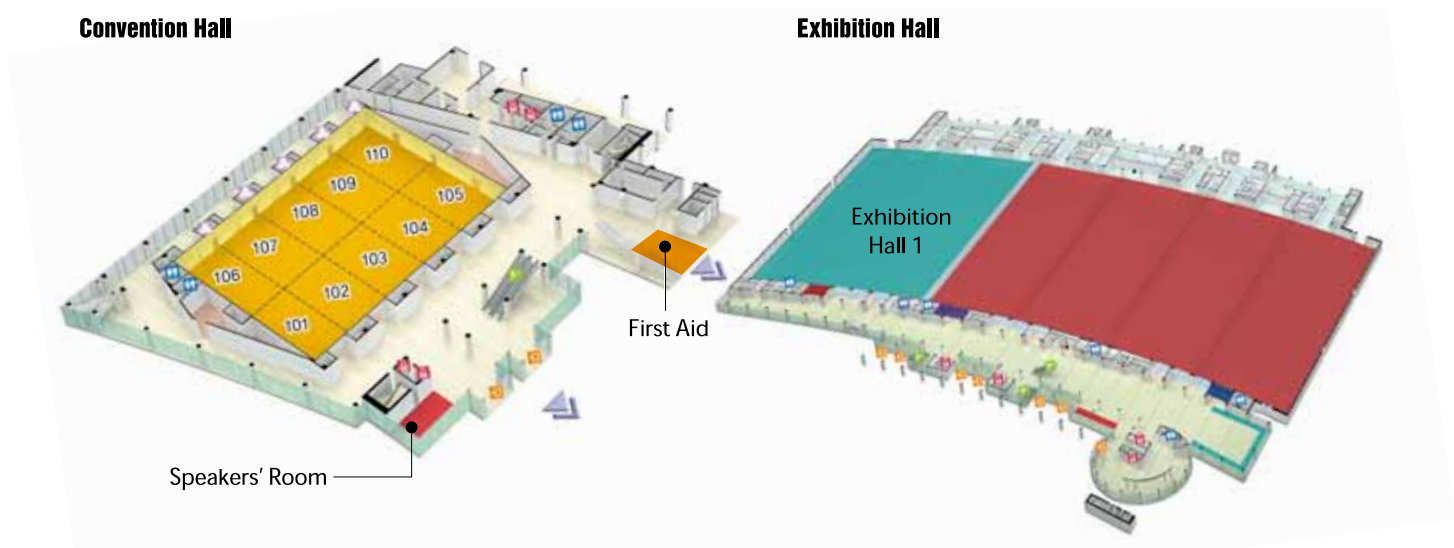 Convention Hall
Exhibition Hall
110
109
105
108
104
107
103
106
102
101
Exhibition
Hall 1
First Aid
Speakers' Room